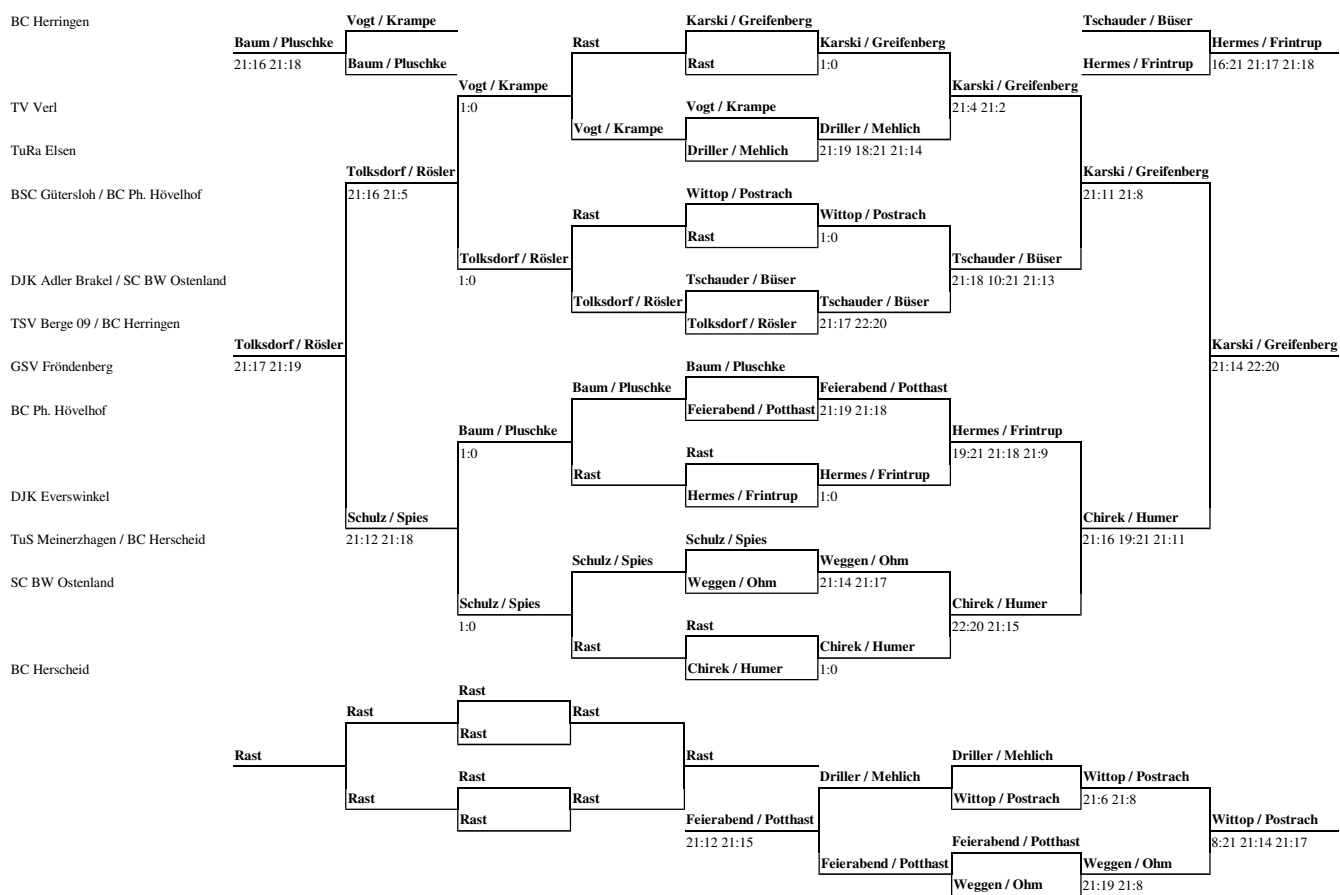 BC Herringen Vogt / Krampe Karski / Greifenberg Tschauder / Büser
Baum / Pluschke Rast Karski / Greifenberg Hermes / Frintrup
21:16 21:18 Baum / Pluschke Rast 1:0 Hermes / Frintrup 16:21 21:17 21:18
Vogt / Krampe Karski / Greifenberg
TV Verl 1:0 Vogt / Krampe 21:4 21:2
Vogt / Krampe Driller / Mehlich
TuRa Elsen Driller / Mehlich 21:19 18:21 21:14
Tolksdorf / Rösler Karski / Greifenberg
BSC Gütersloh / BC Ph. Hövelhof 21:16 21:5 Wittop / Postrach 21:11 21:8
Rast Wittop / Postrach
Rast 1:0
Tolksdorf / Rösler Tschauder / Büser
DJK Adler Brakel / SC BW Ostenland 1:0 Tschauder / Büser 21:18 10:21 21:13
Tolksdorf / Rösler Tschauder / Büser
TSV Berge 09 / BC Herringen Tolksdorf / Rösler 21:17 22:20
Tolksdorf / Rösler Karski / Greifenberg
GSV Fröndenberg 21:17 21:19 Baum / Pluschke 21:14 22:20
Baum / Pluschke Feierabend / Potthast
BC Ph. Hövelhof Feierabend / Potthast 21:19 21:18
Baum / Pluschke Hermes / Frintrup
1:0 Rast 19:21 21:18 21:9
Rast Hermes / Frintrup
DJK Everswinkel Hermes / Frintrup 1:0
Schulz / Spies Chirek / Humer
TuS Meinerzhagen / BC Herscheid 21:12 21:18 Schulz / Spies 21:16 19:21 21:11
Schulz / Spies Weggen / Ohm
SC BW Ostenland Weggen / Ohm 21:14 21:17
Schulz / Spies Chirek / Humer
1:0 Rast 22:20 21:15
Rast Chirek / Humer
BC Herscheid Chirek / Humer 1:0
Rast
Rast Rast
Rast
Rast Rast Driller / Mehlich
Rast Driller / Mehlich Wittop / Postrach
Rast Rast Wittop / Postrach 21:6 21:8
Rast Feierabend / Potthast Wittop / Postrach
21:12 21:15 Feierabend / Potthast 8:21 21:14 21:17
Feierabend / Potthast Weggen / Ohm
Weggen / Ohm 21:19 21:8